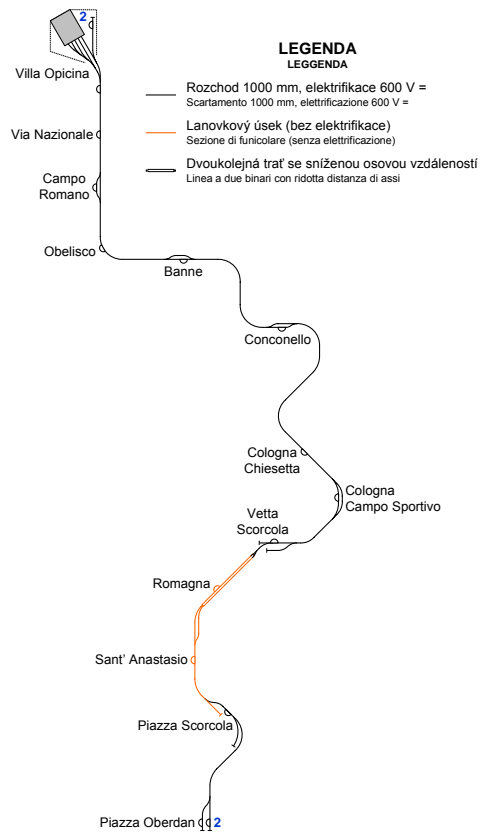 2
LEGENDA
LEGGENDA
Rozchod 1000 mm, elektrifikace 600 V =
Scartamento 1000 mm, elettrificazione 600 V =
Lanovkový úsek (bez elektrifikace)
Sezione di funicolare (senza elettrificazione)
Dvoukolejná trať se sníženou osovou vzdáleností
Linea a due binari con ridotta distanza di assi
Villa Opicina
Via Nazionale
Campo
Romano
Obelisco
Banne
Conconello
Cologna
Chiesetta
Cologna
Campo Sportivo
Vetta
Scorcola
Romagna
Sant' Anastasio
Piazza Scorcola
Piazza Oberdan 2